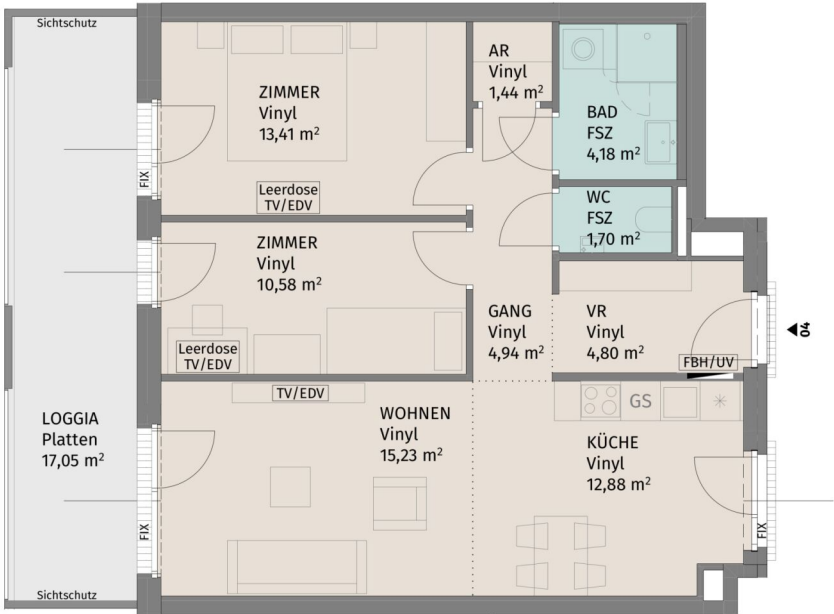 Sichtschutz
AR
Vinyl
1,44 m²
ZIMMER
Vinyl
13,41 m²
BAD
FSZ
4,18 m²
FIX
Leerdose
TV/EDV
WC
FSZ
1,70 m²
ZIMMER
Vinyl
10,58 m²
GANG
Vinyl
4,94 m²
VR
Vinyl
4,80 m²
04
Leerdose
TV/EDV
FBH/UV
TV/EDV
GS
LOGGIA
Platten
17,05 m²
WOHNEN
Vinyl
15,23 m²
KÜCHE
Vinyl
12,88 m²
FIX
FIX
Sichtschutz